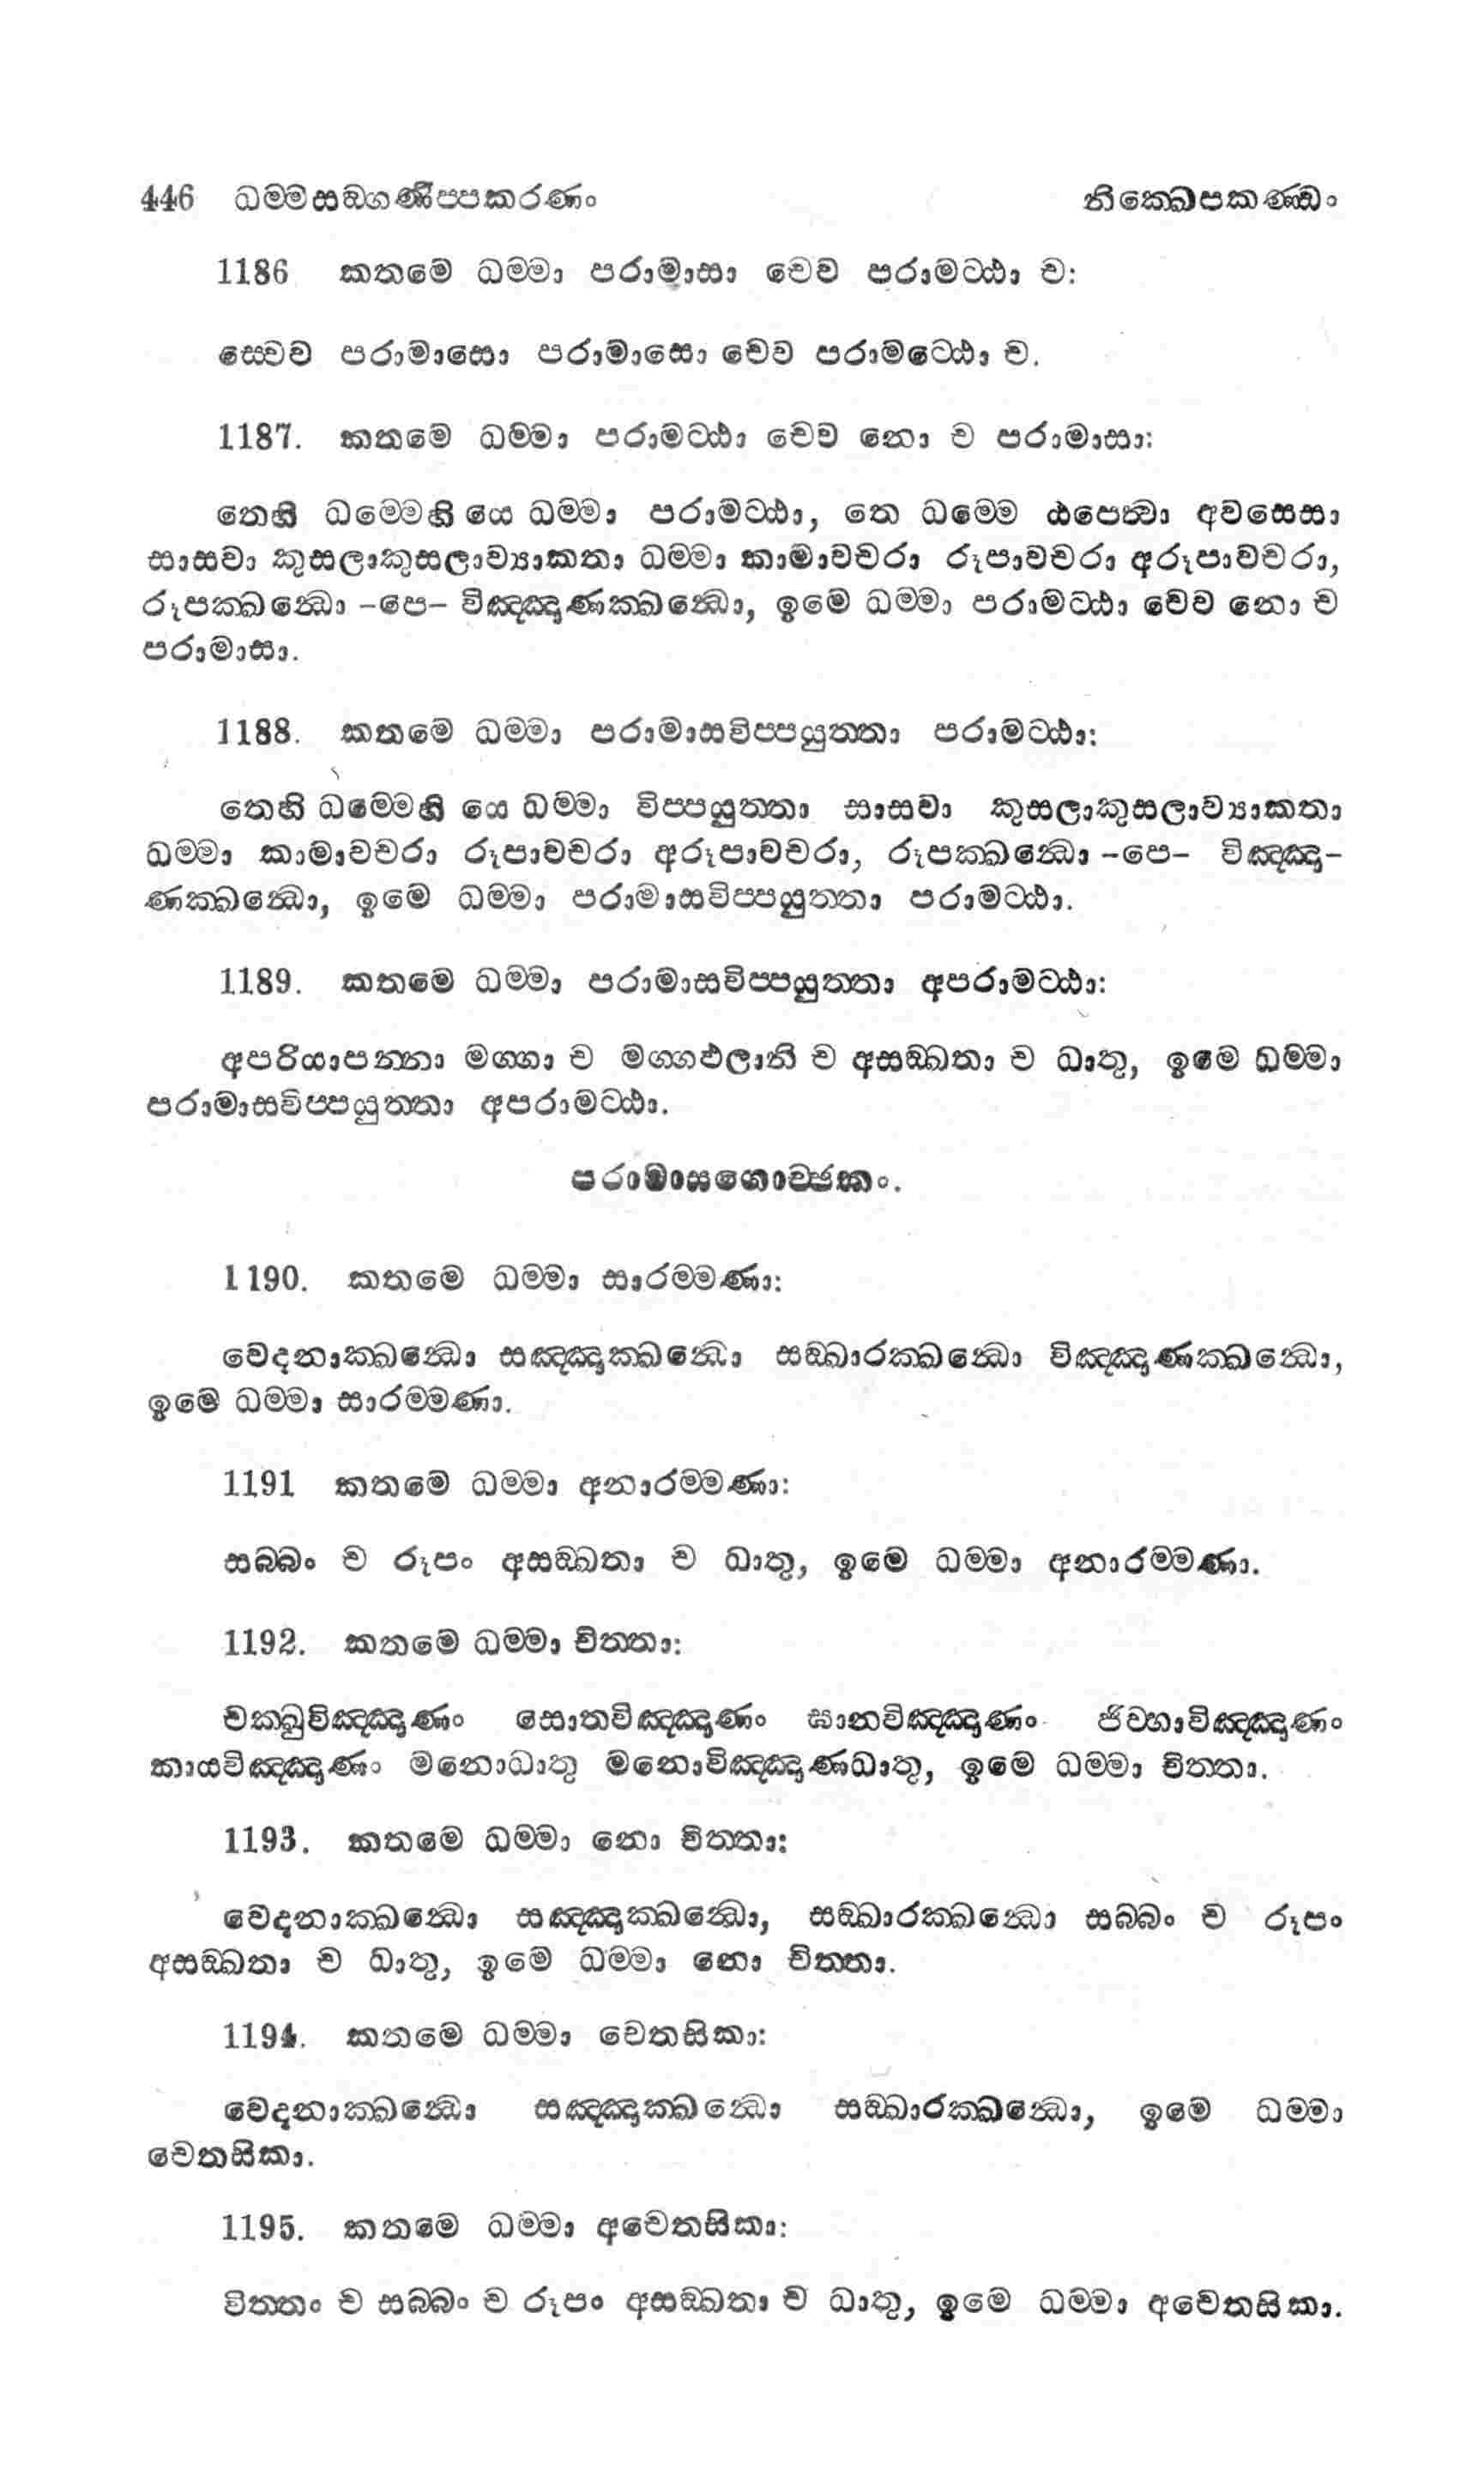 446 ධම්මසඞ්ගණිප්පකරණං නික්ඛෙපකණ්ඩං
1186 කතමෙ ධම්මා පරාමාසා චෙව පරාමට්ඨා ච:
ස්වෙව පරාමාසො පරාමාසො චෙව පරාමට්ඨො ච.
1187. කතමෙ ධම්මා පරාමට්ඨා චෙව නො ච පරාමාසා:
තෙහි ධම්මෙහි යෙ ධම්මා පරාමට්ඨා, තෙ ධම්මෙ ඨපෙත්වා අවසෙසා
සාසවා කුසලාකුසලාව්‍යාකතා ධම්මා කාමාවචරා රූපාවචරා අරූපාවචරා,
රූපක්ඛන්ධො -පෙ- විඤ්ඤාණක්ඛන්ධො, ඉමෙ ධම්මා පරාමට්ඨා චෙව නො ච
පරාමාසා.
1188. කතමෙ ධම්මා පරාමාසවිප්පයුත්තා පරාමට්ඨා:
තෙහි ධම්මෙහි යෙ ධම්මා විප්පයුත්තා සාසවා කුසලාකුසලාව්‍යාකතා
ධම්මා කාමාවචරා රූපාවචරා අරූපාවචරා, රූපක්ඛන්ධො -පෙ- විඤ්ඤා-
ණක්ඛන්ධො, ඉමෙ ධම්මා පරාමාසවිප්පයුත්තා පරාමට්ඨා.
1189. කතමෙ ධම්මා පරාමාසවිප්පයුත්තා අපරාමට්ඨා:
අපරියාපන්නා මග්ගා ච මග්ගඵලානි ච අසඞ්ඛතා ච ධාතු, ඉමෙ ධම්මා
පරාමාසවිප්පයුත්තා අපරාමට්ඨා.
පරාමාසගොච්ඡකං.
1190. කතමෙ ධම්මා සාරම්මණා:
වෙදනාක්ඛන්ධො සඤ්ඤාක්ඛන්ධො සඞ්ඛාරක්ඛන්ධො විඤ්ඤාණක්ඛන්ධො,
ඉමෙ ධම්මා සාරම්මණා.
1191 කතමෙ ධම්මා අනාරම්මණා:
සබ්බං ච රූපං අසඞ්ඛතා ච ධාතු, ඉමෙ ධම්මා අනාරම්මණා.
1192. කතමෙ ධම්මා චිත්තා:
චක්ඛුවිඤ්ඤාණං සොතවිඤ්ඤාණං ඝානවිඤ්ඤාණං ජිව්හාවිඤ්ඤාණං
කායවිඤ්ඤාණං මනොධාතු මනොවිඤ්ඤාණධාතු, ඉමෙ ධම්මා චිත්තා.
1193. කතමෙ ධම්මා නො චිත්තා:
වෙදනාක්ඛන්ධො සඤ්ඤාක්ඛන්ධො, සඞ්ඛාරක්ඛන්ධො සබ්බං ච රූපං
අසඞ්ඛතා ච ධාතු, ඉමෙ ධම්මා නො චිත්තා.
1194. කතමෙ ධම්මා චෙතසිකා:
වෙදනාක්ඛන්ධො සඤ්ඤාක්ඛන්ධො සඞ්ඛාරක්ඛන්ධො, ඉමෙ ධම්මා
චෙතසිකා.
1195. කතමෙ ධම්මා අචෙතසිකා:
චිත්තං ච සබ්බං ච රූපං අසඞ්ඛතා ච ධාතු, ඉමෙ ධම්මා අචෙතසිකා.